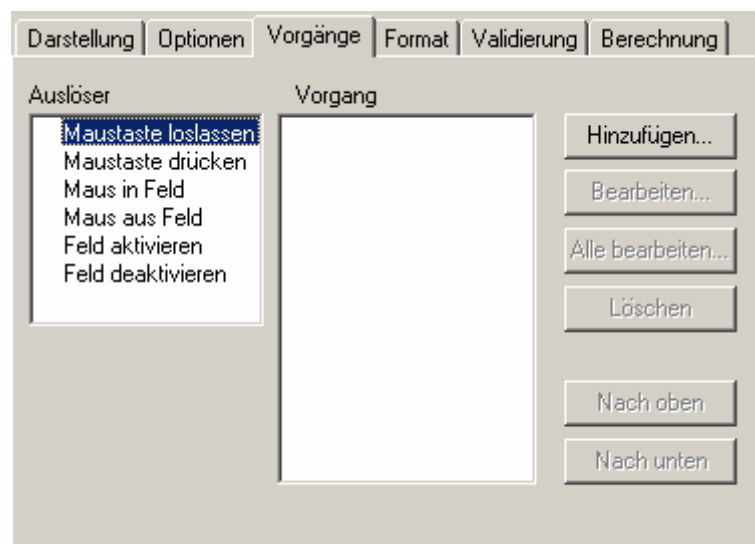 Darstellung Optionen Vorgänge Format Validierung Berechnung
Auslöser Vorgang
Maustaste loslassen
Maustaste drücken
Maus in Feld
Maus aus Feld
Feld aktivieren
Feld deaktivieren
Hinzufügen...
Bearbeiten...
Alle bearbeiten...
Löschen
Nach oben
Nach unten